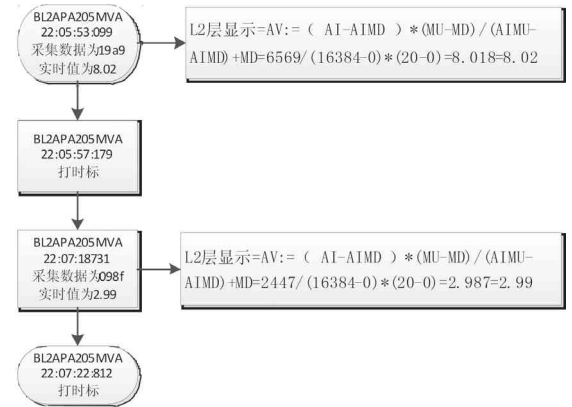 BL2APA205MVA
22:05:53:099
采集数据为19a9
实时值为8.02
L2层显示=AV:=（ AI-AIMD ）*(MU-MD)/(AIMU-
AIMD)+MD=6569/(16384-0)*(20-0)=8.018=8.02
BL2APA205MVA
22:05:57:179
打时标
BL2APA205MVA
22:07:18731
采集数据为098f
实时值为2.99
L2层显示=AV:=（ AI-AIMD ）*(MU-MD)/(AIMU-
AIMD)+MD=2447/(16384-0)*(20-0)=2.987=2.99
BL2APA205MVA
22:07:22:812
打时标